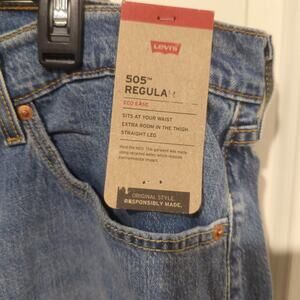 Levi's
505™
REGULAR
ECO EASE
SITS AT YOUR WAIST
EXTRA ROOM IN THE THIGH
STRAIGHT LEG
ORIGINAL STYLE.
RESPONSIBLY MADE.